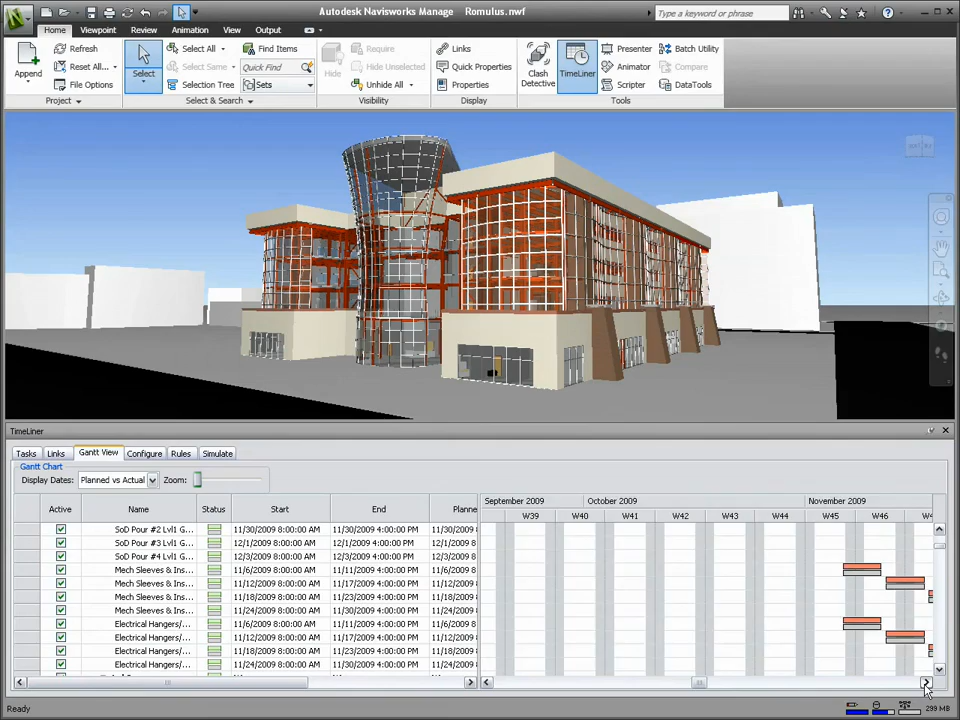 Autodesk Navisworks Manage Romulus.nwf
Type a keyword or phrase
Home Viewpoint Review Animation View Output
Append
Refresh
Reset All...
File Options
Project
Select
Select All
Select Same
Selection Tree
Find Items
Quick Find
Sets
Select & Search
Hide
Require
Hide Unselected
Unhide All
Visibility
Links
Quick Properties
Properties
Display
Clash Detective
TimeLiner
Presenter
Animator
Scripter
Batch Utility
Compare
DataTools
Tools
TimeLiner
Tasks Links Gantt View Configure Rules Simulate
Gantt Chart
Display Dates: Planned vs Actual Zoom:
September 2009 October 2009 November 2009
Active Name Status Start End Planne
W39 W40 W41 W42 W43 W44 W45 W46 W4
SoD Pour #2 Lvl1 G... 11/30/2009 8:00:00 AM 11/30/2009 4:00:00 PM 11/30/2009 8
SoD Pour #3 Lvl1 G... 12/1/2009 8:00:00 AM 12/1/2009 4:00:00 PM 12/1/2009 8:
SoD Pour #4 Lvl1 G... 12/3/2009 8:00:00 AM 12/3/2009 4:00:00 PM 12/3/2009 8:
Mech Sleeves & Ins... 11/6/2009 8:00:00 AM 11/11/2009 4:00:00 PM 11/6/2009 8:
Mech Sleeves & Ins... 11/12/2009 8:00:00 AM 11/17/2009 4:00:00 PM 11/12/2009 8
Mech Sleeves & Ins... 11/18/2009 8:00:00 AM 11/23/2009 4:00:00 PM 11/18/2009 8
Mech Sleeves & Ins... 11/24/2009 8:00:00 AM 11/30/2009 4:00:00 PM 11/24/2009 8
Electrical Hangers/... 11/6/2009 8:00:00 AM 11/11/2009 4:00:00 PM 11/6/2009 8:
Electrical Hangers/... 11/12/2009 8:00:00 AM 11/17/2009 4:00:00 PM 11/12/2009 8
Electrical Hangers/... 11/18/2009 8:00:00 AM 11/23/2009 4:00:00 PM 11/18/2009 8
Electrical Hangers/... 11/24/2009 8:00:00 AM 11/30/2009 4:00:00 PM 11/24/2009 8
Ready
299 MB